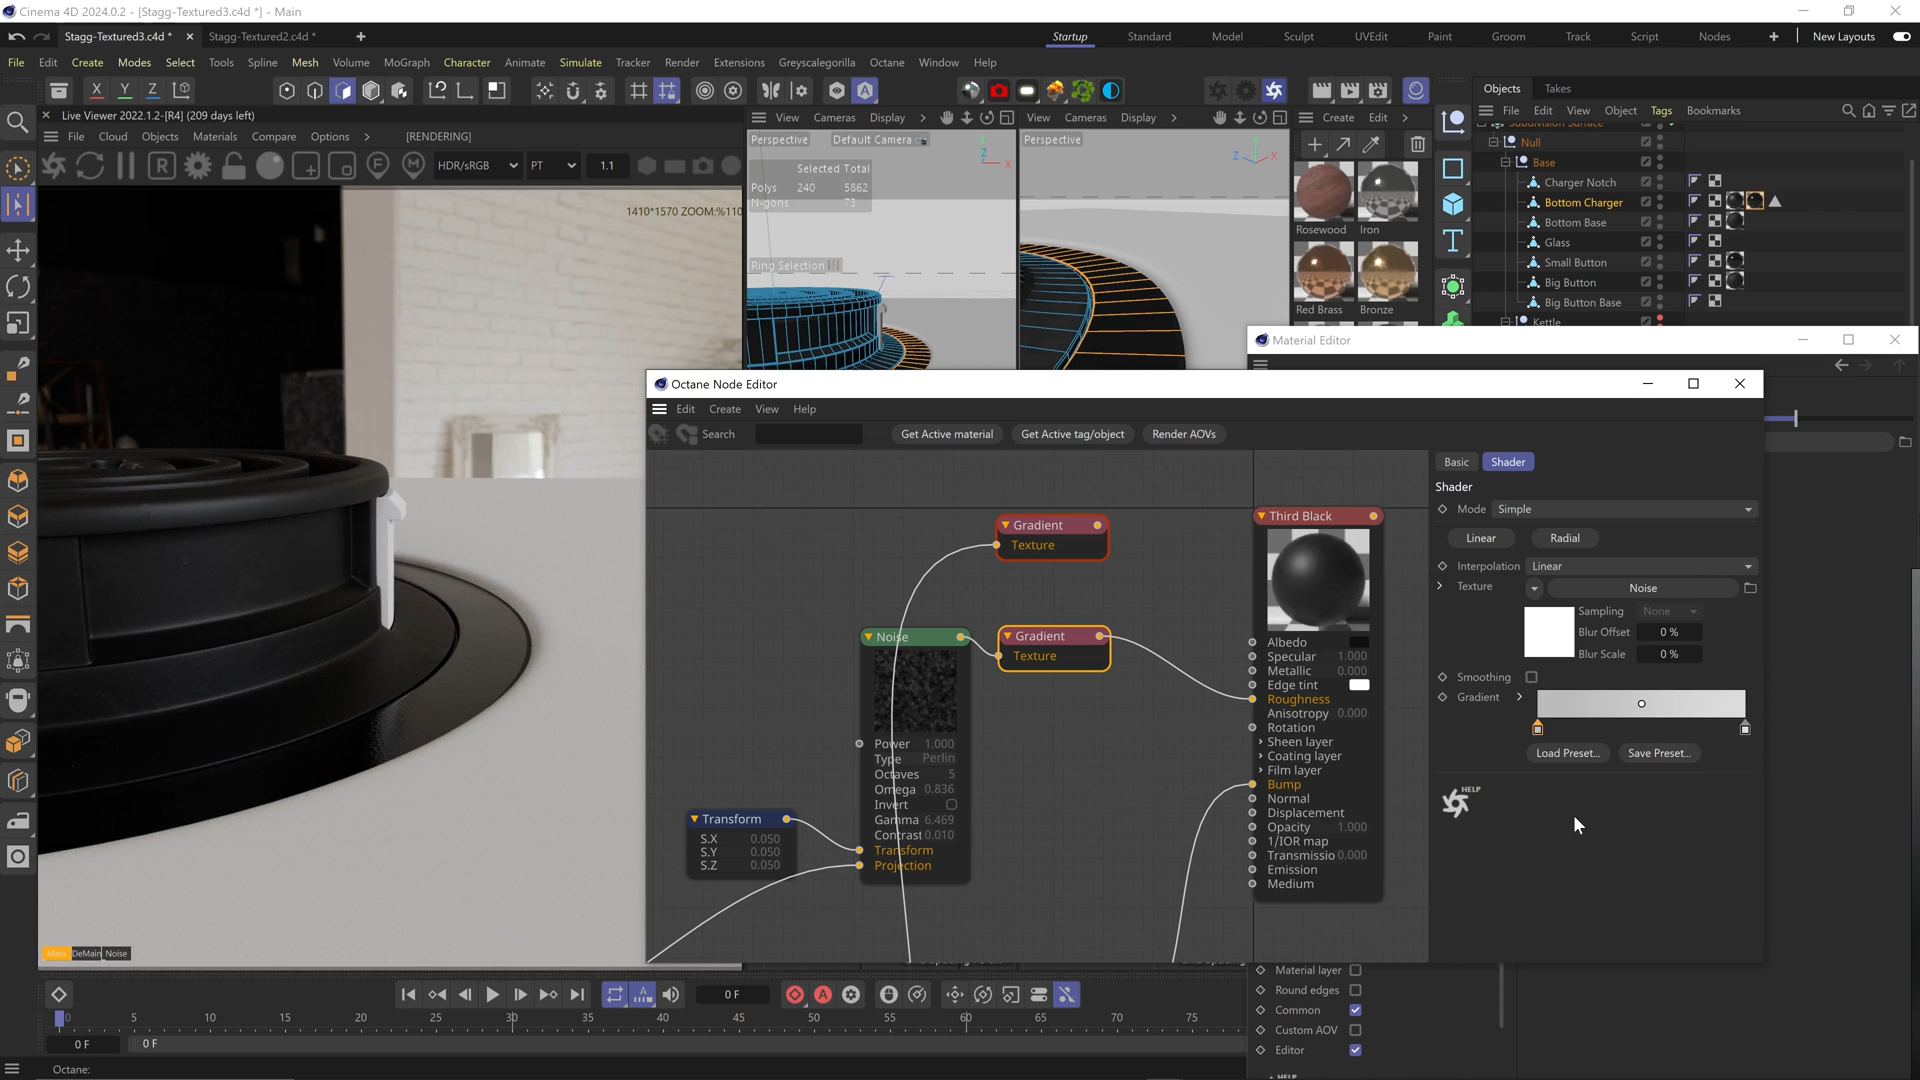 Cinema 4D 2024.0.2 - [Stagg-Textured3.c4d *] - Main
Stagg-Textured3.c4d *
Stagg-Textured2.c4d *
Startup Standard Model Sculpt UVEdit Paint Groom Track Script Nodes New Layouts
File Edit Create Modes Select Tools Spline Mesh Volume MoGraph Character Animate Simulate Tracker Render Extensions Greyscalegorilla Octane Window Help
X Y Z
Objects Takes
Live Viewer 2022.1.2-[R4] (209 days left)
File Cloud Objects Materials Compare Options [RENDERING]
HDR/sRGB PT 1.1
1410*1570 ZOOM:%110
View Cameras Display
Perspective Default Camera
Selected Total
Polys 240 5862
N-gons 73
Ring Selection
View Cameras Display
Perspective
Create Edit
Rosewood Iron
Red Brass Bronze
File Edit View Object Tags Bookmarks
Subdivision Surface
Null
Base
Charger Notch
Bottom Charger
Bottom Base
Glass
Small Button
Big Button
Big Button Base
Kettle
Material Editor
Octane Node Editor
Edit Create View Help
Search Get Active material Get Active tag/object Render AOVs
Gradient
Texture
Noise
Power 1.000
Type Perlin
Octaves 5
Omega 0.836
Invert
Gamma 6.469
Contrast 0.010
Transform
Projection
Gradient
Texture
Transform
S.X 0.050
S.Y 0.050
S.Z 0.050
Third Black
Albedo
Specular 1.000
Metallic 0.000
Edge tint
Roughness
Anisotropy 0.000
Rotation
Sheen layer
Coating layer
Film layer
Bump
Normal
Displacement
Opacity 1.000
1/IOR map
Transmissio 0.000
Emission
Medium
Basic Shader
Shader
Mode Simple
Linear Radial
Interpolation Linear
Texture Noise
Sampling None
Blur Offset 0 %
Blur Scale 0 %
Smoothing
Gradient
Load Preset... Save Preset...
HELP
Main DeMain Noise
Material layer
Round edges
Common
Custom AOV
Editor
HELP
0 F
0 5 10 15 20 25 30 35 40 45 50 55 60 65 70 75
0 F 0 F
Octane: